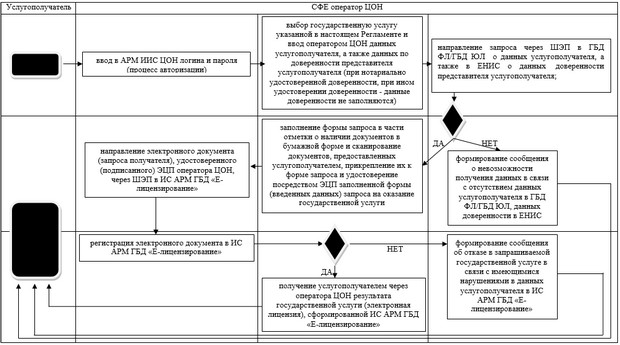 Услугополучатель
СФЕ оператор ЦОН
ввод в АРМ ИИС ЦОН логина и пароля
(процесс авторизации)
выбор государственную услугу
указанной в настоящем Регламенте и
ввод оператором ЦОН данных
услугополучателя, а также данных по
доверенности представителя
услугополучателя (при нотариально
удостоверенной доверенности, при ином
удостоверении доверенности - данные
доверенности не заполняются)
направление запроса через ШЭП в ГБД
ФЛ/ГБД ЮЛ о данных услугополучателя, а
также в ЕНИС о данных доверенности
представителя услугополучателя;
ДА
НЕТ
заполнение формы запроса в части
отметки о наличии документов в
бумажной форме и сканирование
документов, предоставленных
услугополучателем, прикрепление их к
форме запроса и удостоверение
посредством ЭЦП заполненной формы
(введенных данных) запроса на оказание
государственной услуги
направление электронного документа
(запроса получателя), удостоверенного
(подписанного) ЭЦП оператора ЦОН,
через ШЭП в ИС АРМ ГБД «Е-
лицензирование»
формирование сообщения
о невозможности
получения данных в связи
с отсутствием данных
услугополучателя в ГБД
ФЛ/ГБД ЮЛ, данных
доверенности в ЕНИС
регистрация электронного документа в ИС
АРМ ГБД «Е-лицензирование»
НЕТ
ДА
формирование сообщения
об отказе в запрашиваемой
государственной услуге в
связи с имеющимися
нарушениями в данных
услугополучателя в ИС
АРМ ГБД «Е-
лицензирование»
получение услугополучателем через
оператора ЦОН результата
государственной услуги (электронная
лицензия), сформированной ИС АРМ ГБД
«Е-лицензирование»